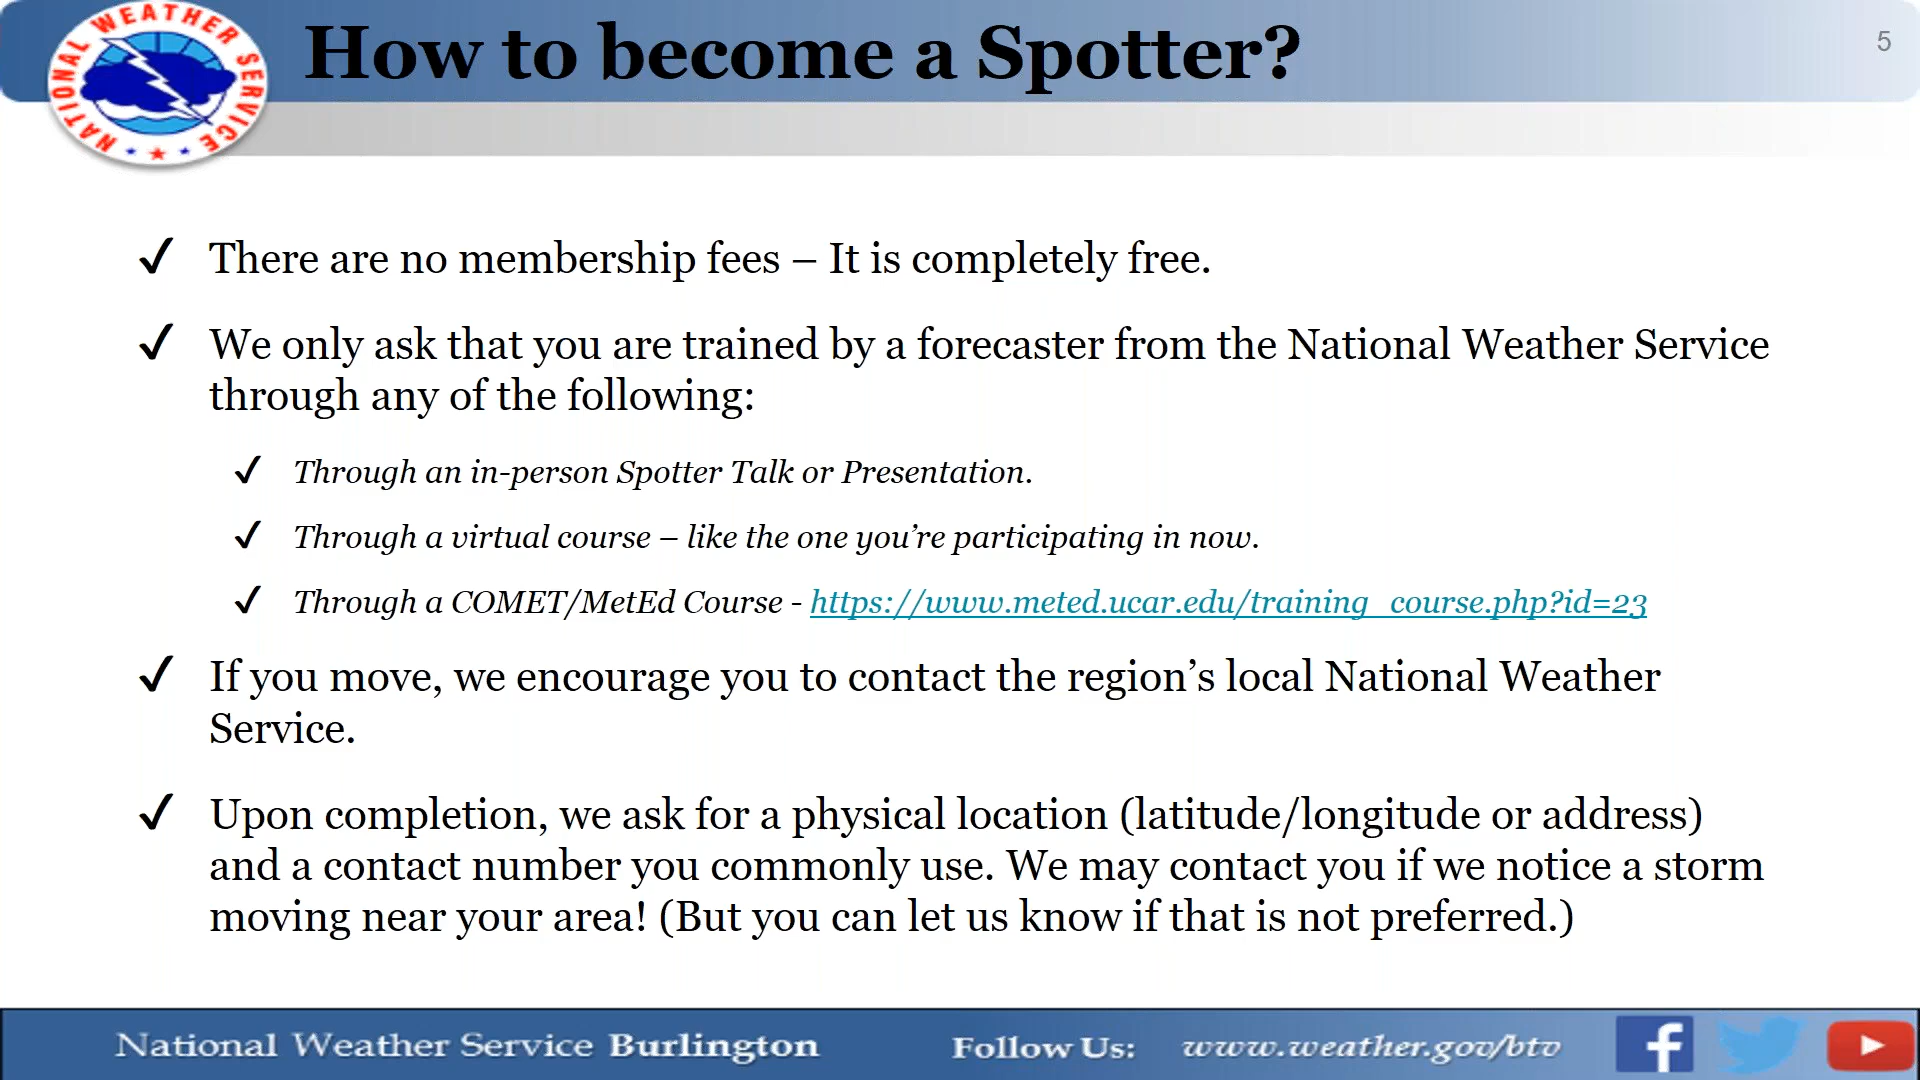 NATIONAL WEATHER SERVICE
How to become a Spotter?
5
✓ There are no membership fees – It is completely free.
✓ We only ask that you are trained by a forecaster from the National Weather Service
through any of the following:
✓ Through an in-person Spotter Talk or Presentation.
✓ Through a virtual course – like the one you’re participating in now.
✓ Through a COMET/MetEd Course - https://www.meted.ucar.edu/training_course.php?id=23
✓ If you move, we encourage you to contact the region’s local National Weather
Service.
✓ Upon completion, we ask for a physical location (latitude/longitude or address)
and a contact number you commonly use. We may contact you if we notice a storm
moving near your area! (But you can let us know if that is not preferred.)
National Weather Service Burlington Follow Us: www.weather.gov/btv f